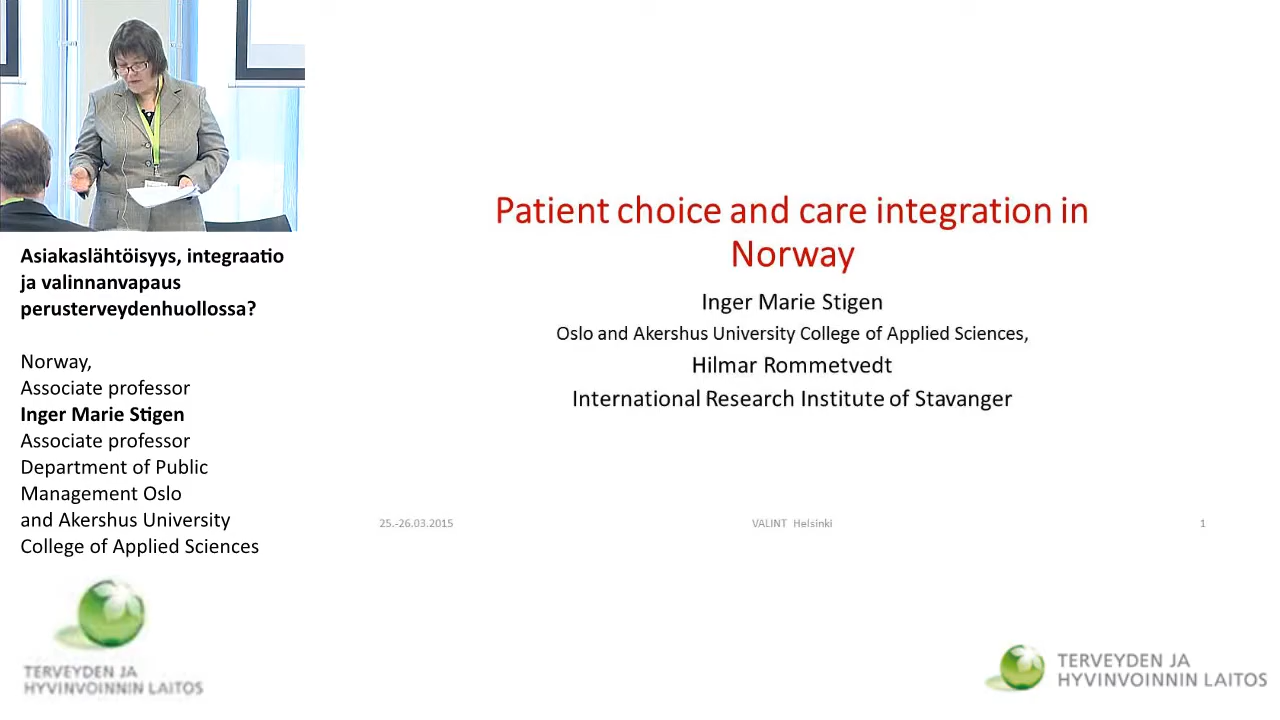 Asiakaslähtöisyys, integraatio
ja valinnanvapaus
perusterveydenhuollossa?
Norway,
Associate professor
Inger Marie Stigen
Associate professor
Department of Public
Management Oslo
and Akershus University
College of Applied Sciences
TERVEYDEN JA
HYVINVOINNIN LAITOS
Patient choice and care integration in
Norway
Inger Marie Stigen
Oslo and Akershus University College of Applied Sciences,
Hilmar Rommetvedt
International Research Institute of Stavanger
25.-26.03.2015
VALINT Helsinki
1
TERVEYDEN JA
HYVINVOINNIN LAITOS